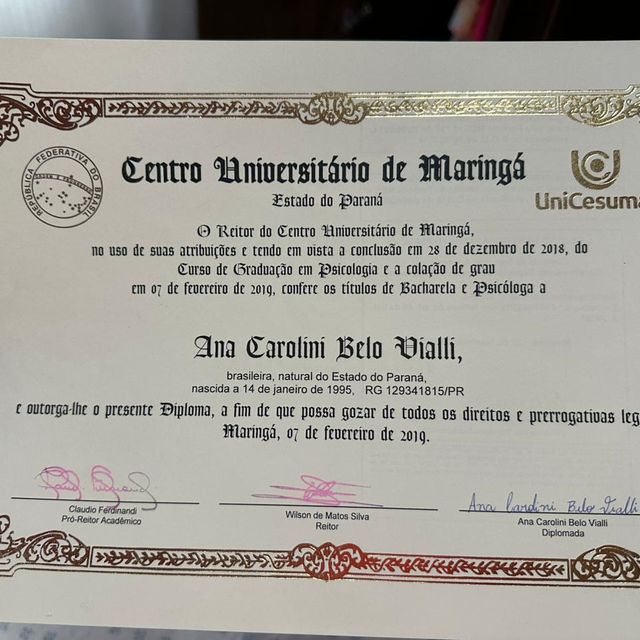 REPÚBLICA FEDERATIVA DO BRASIL
Centro Universitário de Maringá
Estado do Paraná
UniCesuma
O Reitor do Centro Universitário de Maringá,
no uso de suas atribuições e tendo em vista a conclusão em 28 de dezembro de 2018, do
Curso de Graduação em Psicologia e a colação de grau
em 07 de fevereiro de 2019, confere os títulos de Bacharela e Psicóloga a
Ana Carolini Belo Vialli,
brasileira, natural do Estado do Paraná,
nascida a 14 de janeiro de 1995, RG 129341815/PR
e outorga-lhe o presente Diploma, a fim de que possa gozar de todos os direitos e prerrogativas leg
Maringá, 07 de fevereiro de 2019.
Ana Carolini Belo Vialli
Claudio Ferdinandi
Pró-Reitor Acadêmico
Wilson de Matos Silva
Reitor
Ana Carolini Belo Vialli
Diplomada